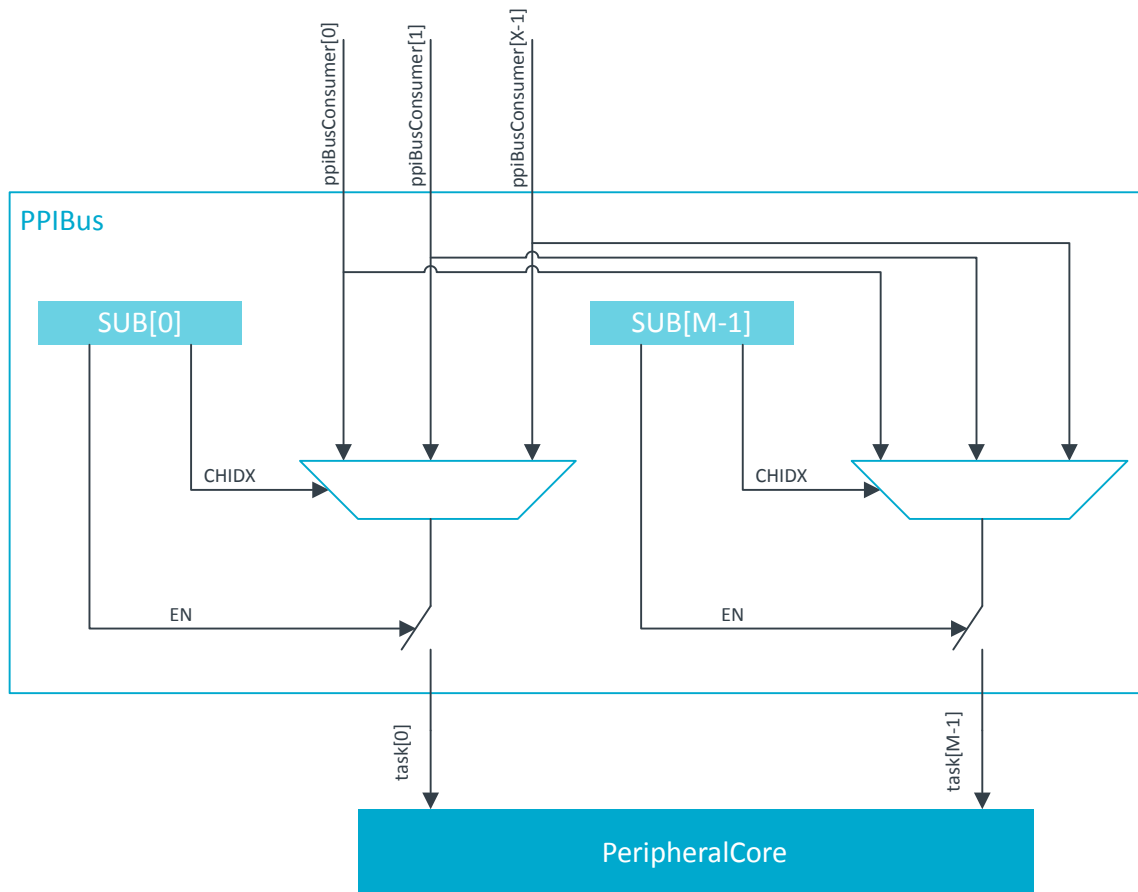 ppiBusConsumer[0]
ppiBusConsumer[1]
ppiBusConsumer[X-1]
PPIBus
SUB[0]
SUB[M-1]
CHIDX
CHIDX
EN
EN
task[0]
task[M-1]
PeripheralCore